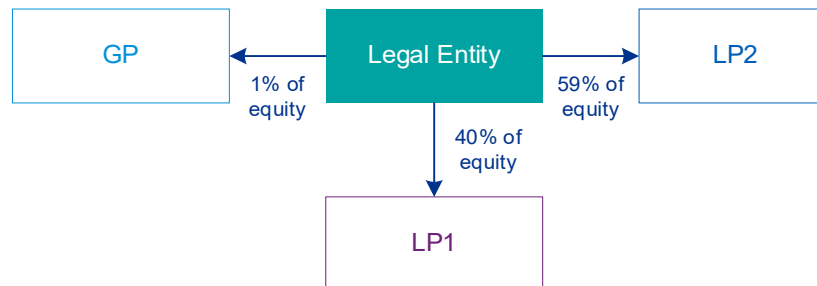 GP
Legal Entity
LP2
1% of
equity
59% of
equity
40% of
equity
LP1